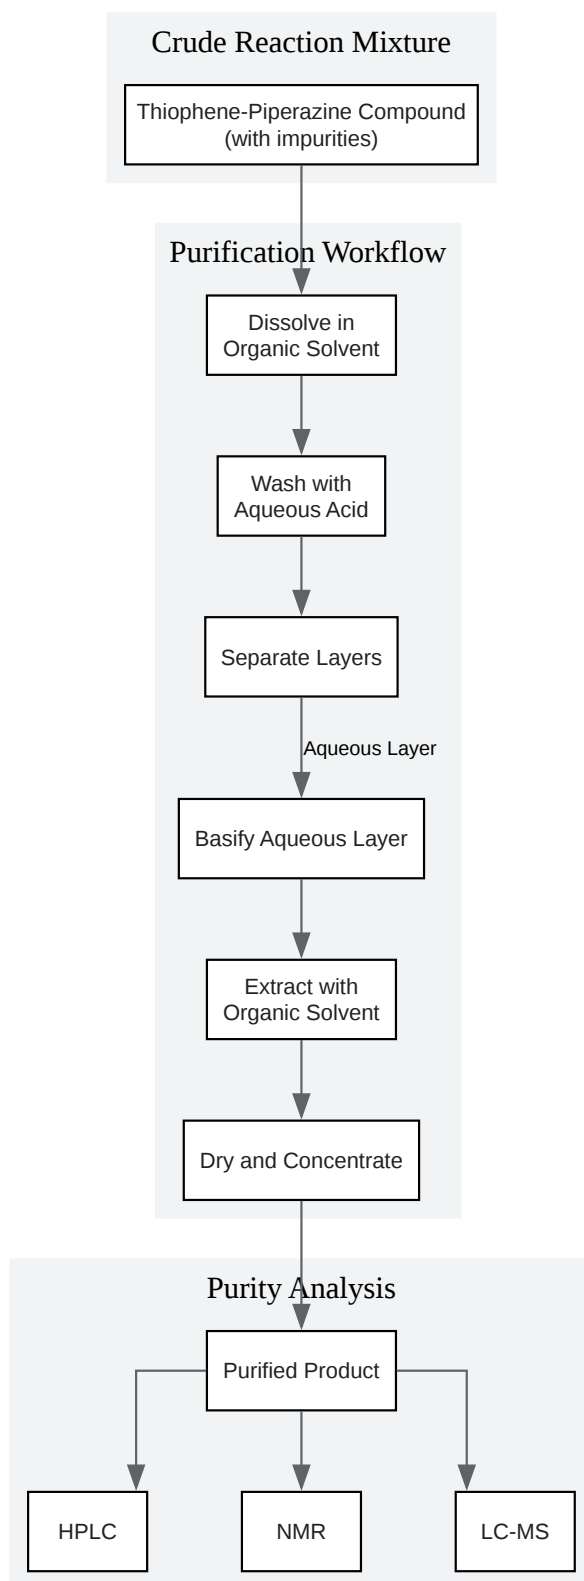 Crude Reaction Mixture
Thiophene-Piperazine Compound
(with impurities)
Purification Workflow
Dissolve in
Organic Solvent
Wash with
Aqueous Acid
Separate Layers
Aqueous Layer
Basify Aqueous Layer
Extract with
Organic Solvent
Dry and Concentrate
Purity Analysis
Purified Product
HPLC
NMR
LC-MS